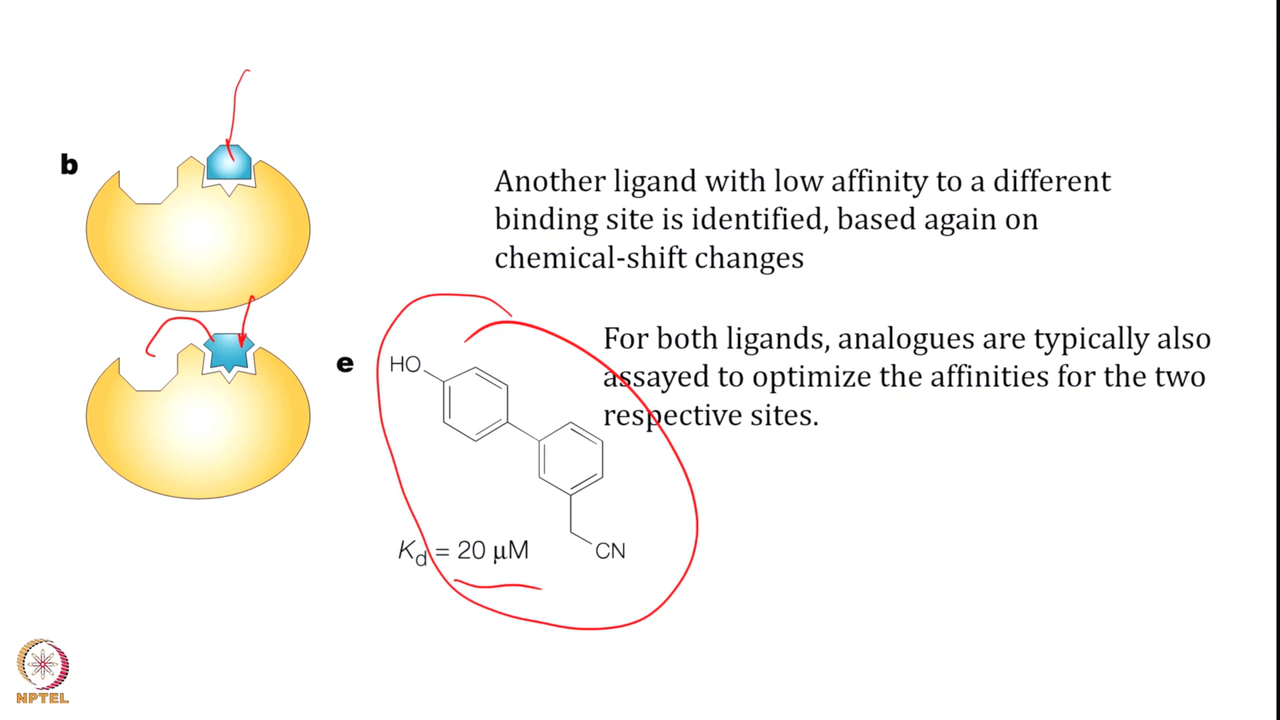 b
Another ligand with low affinity to a different
binding site is identified, based again on
chemical-shift changes
For both ligands, analogues are typically also
assayed to optimize the affinities for the two
respective sites.
e
HO
CN
Kd = 20 μM
NPTEL